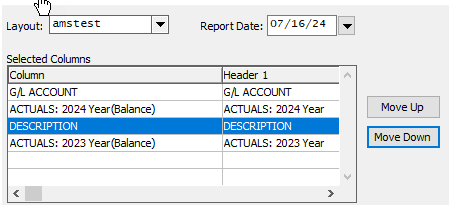 Layout: amstest Report Date: 07/16/24
Selected Columns
Column Header 1
G/L ACCOUNT G/L ACCOUNT
ACTUALS: 2024 Year(Balance) ACTUALS: 2024 Year
DESCRIPTION DESCRIPTION
ACTUALS: 2023 Year(Balance) ACTUALS: 2023 Year
Move Up
Move Down